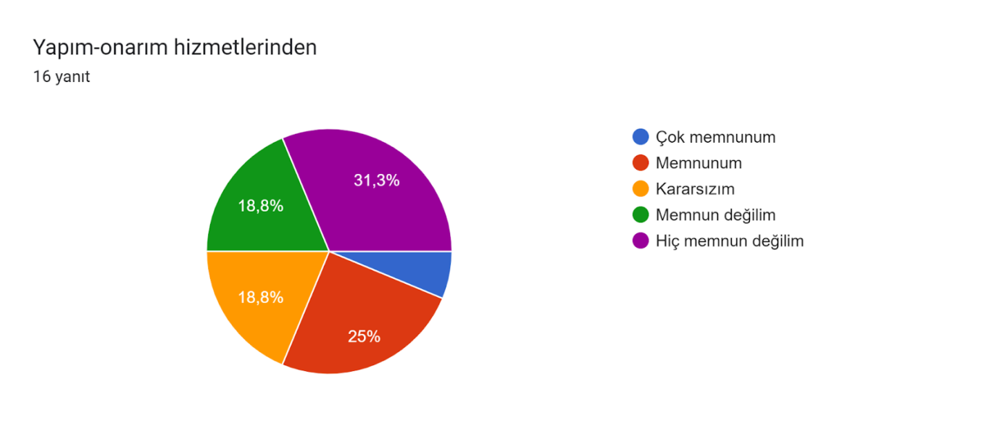 Yapım-onarım hizmetlerinden
16 yanıt
31,3%
18,8%
18,8%
25%
Çok memnunum
Memnunum
Kararsızım
Memnun değilim
Hiç memnun değilim